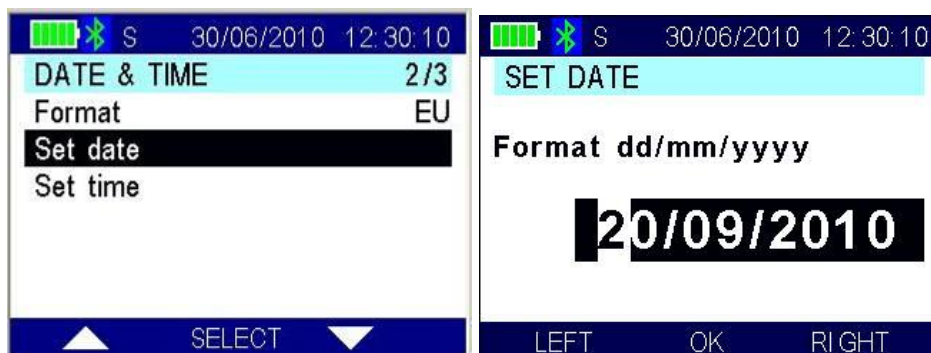 S 30/06/2010 12:30:10
DATE & TIME 2/3
Format EU
Set date
Set time
SELECT
S 30/06/2010 12:30:10
SET DATE
Format dd/mm/yyyy
20/09/2010
LEFT OK RIGHT